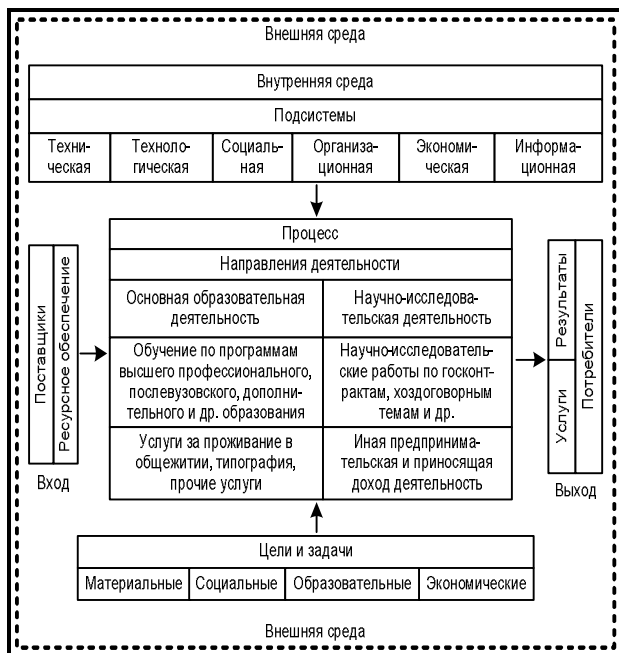 Внешняя среда
Внутренняя среда
Подсистемы
Техни-
ческая
Техноло-
гическая
Социаль-
ная
Организа-
ционная
Экономи-
ческая
Информа-
ционная
Поставщики
Ресурсное обеспечение
Вход
Процесс
Направления деятельности
Основная образовательная
деятельность
Научно-исследова-
тельская деятельность
Обучение по программам
высшего профессионального,
послевузовского, дополни-
тельного и др. образования
Научно-исследователь-
ские работы по госконт-
рактам, хоздоговорным
темам и др.
Услуги за проживание в
общежитии, типография,
прочие услуги
Иная предпринима-
тельская и приносящая
доход деятельность
Результаты
Услуги
Потребители
Выход
Цели и задачи
Материальные
Социальные
Образовательные
Экономические
Внешняя среда